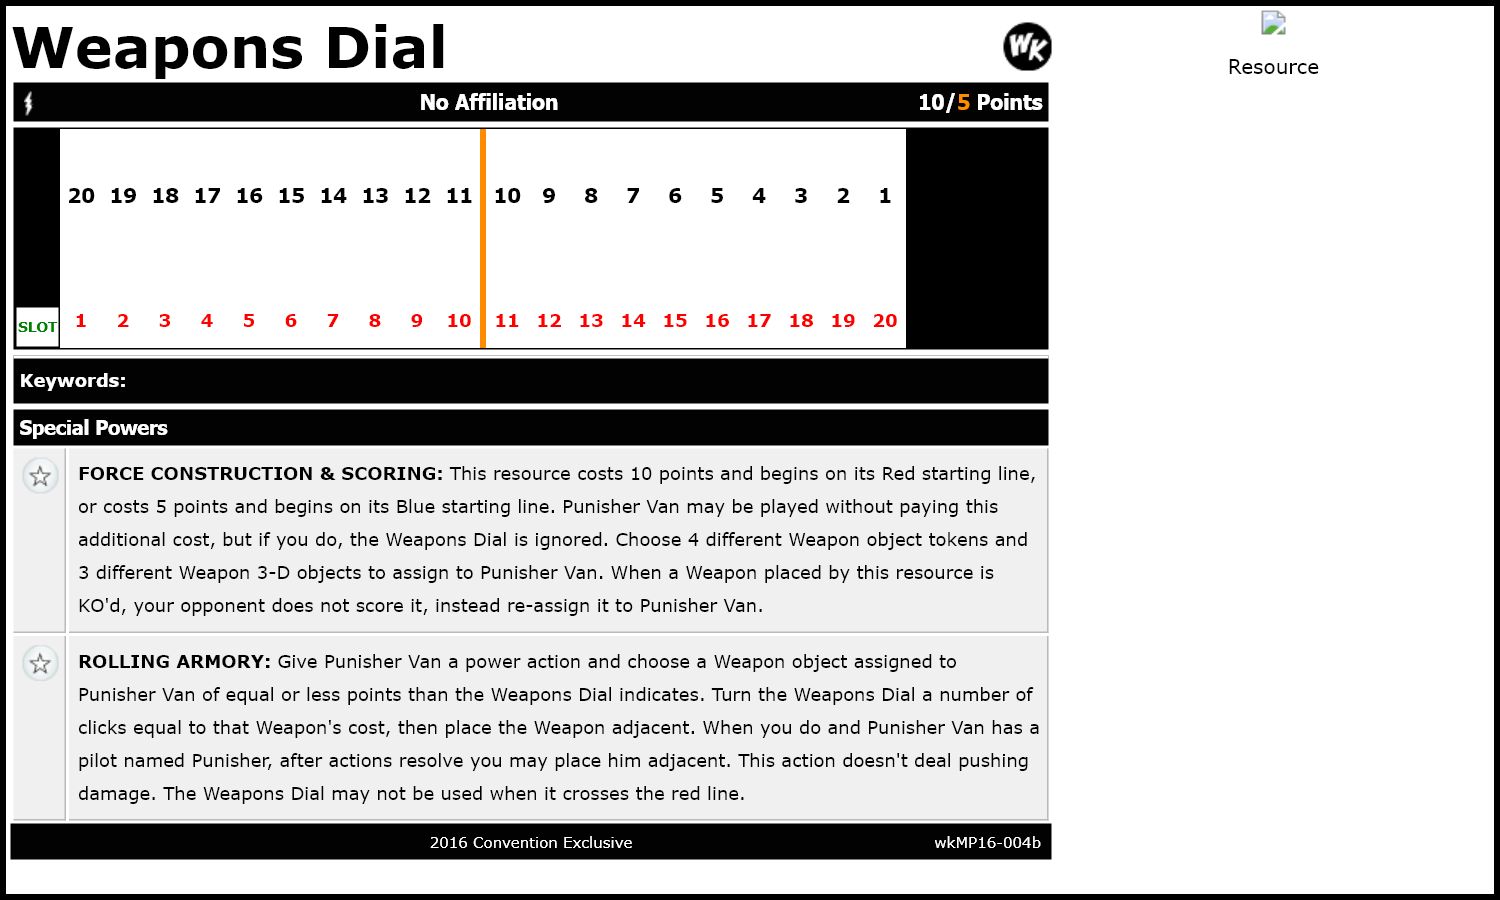 Weapons Dial
WK
Resource
No Affiliation
10/5 Points
20 19 18 17 16 15 14 13 12 11 10 9 8 7 6 5 4 3 2 1
SLOT 1 2 3 4 5 6 7 8 9 10 11 12 13 14 15 16 17 18 19 20
Keywords:
Special Powers
FORCE CONSTRUCTION & SCORING: This resource costs 10 points and begins on its Red starting line,
or costs 5 points and begins on its Blue starting line. Punisher Van may be played without paying this
additional cost, but if you do, the Weapons Dial is ignored. Choose 4 different Weapon object tokens and
3 different Weapon 3-D objects to assign to Punisher Van. When a Weapon placed by this resource is
KO'd, your opponent does not score it, instead re-assign it to Punisher Van.
ROLLING ARMORY: Give Punisher Van a power action and choose a Weapon object assigned to
Punisher Van of equal or less points than the Weapons Dial indicates. Turn the Weapons Dial a number of
clicks equal to that Weapon's cost, then place the Weapon adjacent. When you do and Punisher Van has a
pilot named Punisher, after actions resolve you may place him adjacent. This action doesn't deal pushing
damage. The Weapons Dial may not be used when it crosses the red line.
2016 Convention Exclusive
wkMP16-004b